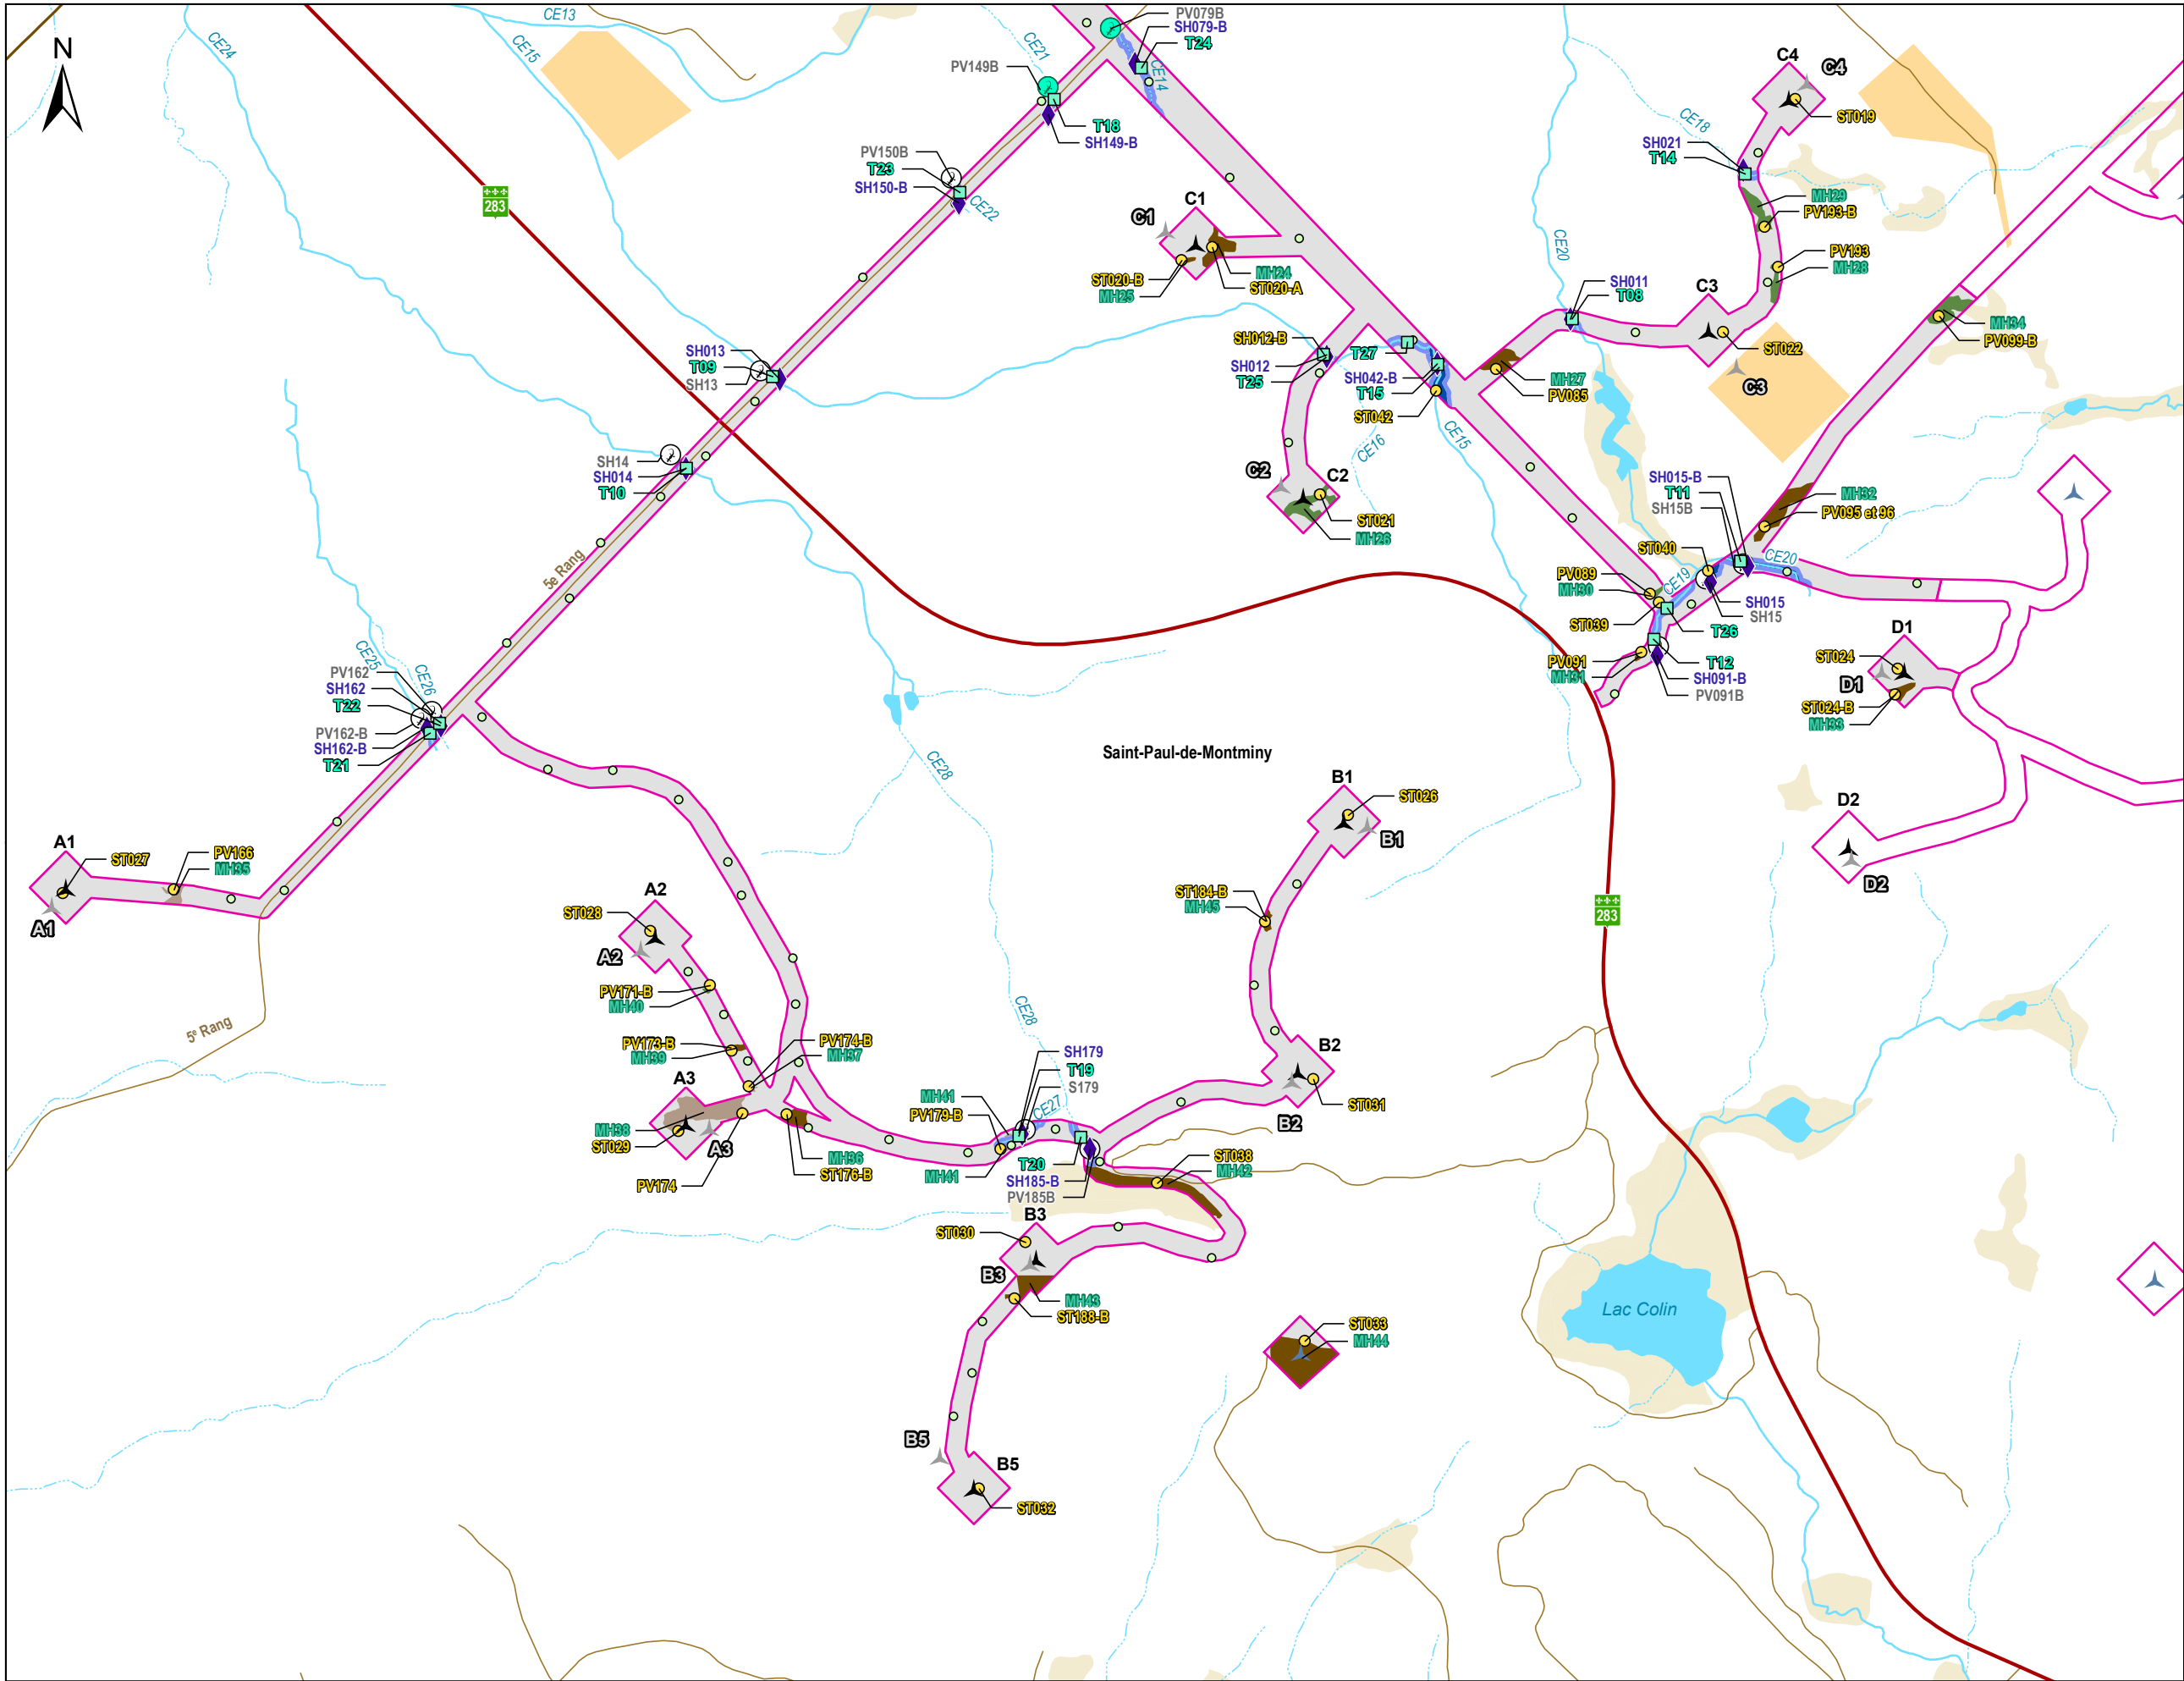 N
CE13
CE24
CE15
CE21
PV079B
SH079-B
T24
CE14
PV149B
T18
SH149-B
C4
C4
ST019
CE18
SH021
T14
283
PV150B
T23
SH150-B
CE22
MH29
PV193-B
C1
C1
CE20
PV193
MH28
ST020-B
MH25
MH24
ST020-A
SH011
T08
C3
ST022
C3
MH34
PV099-B
SH013
T09
SH13
SH012-B
SH012
T25
T27
SH042-B
T15
ST042
MH27
PV085
CE16
CE15
SH14
SH014
T10
C2
C2
ST021
MH26
SH015-B
T11
SH15B
MH32
PV095 et 96
5e Rang
ST040
CE20
PV089
MH30
CE19
ST039
SH015
SH15
T26
PV091
MH31
T12
SH091-B
PV091B
D1
ST024
D1
ST024-B
MH33
CE25
CE26
PV162
SH162
T22
PV162-B
SH162-B
T21
CE28
Saint-Paul-de-Montminy
B1
ST026
B1
D2
D2
A1
ST027
A1
PV166
MH35
A2
ST028
A2
ST184-B
MH45
283
5e Rang
PV171-B
MH40
CE28
PV173-B
MH39
PV174-B
MH37
A3
MH38
ST029
A3
PV174
MH36
ST176-B
SH179
T19
S179
MH41
PV179-B
CE27
MH41
T20
SH185-B
PV185B
B2
ST031
B2
ST038
MH42
B3
ST030
B3
MH43
ST188-B
ST033
MH44
Lac Colin
B5
B5
ST032